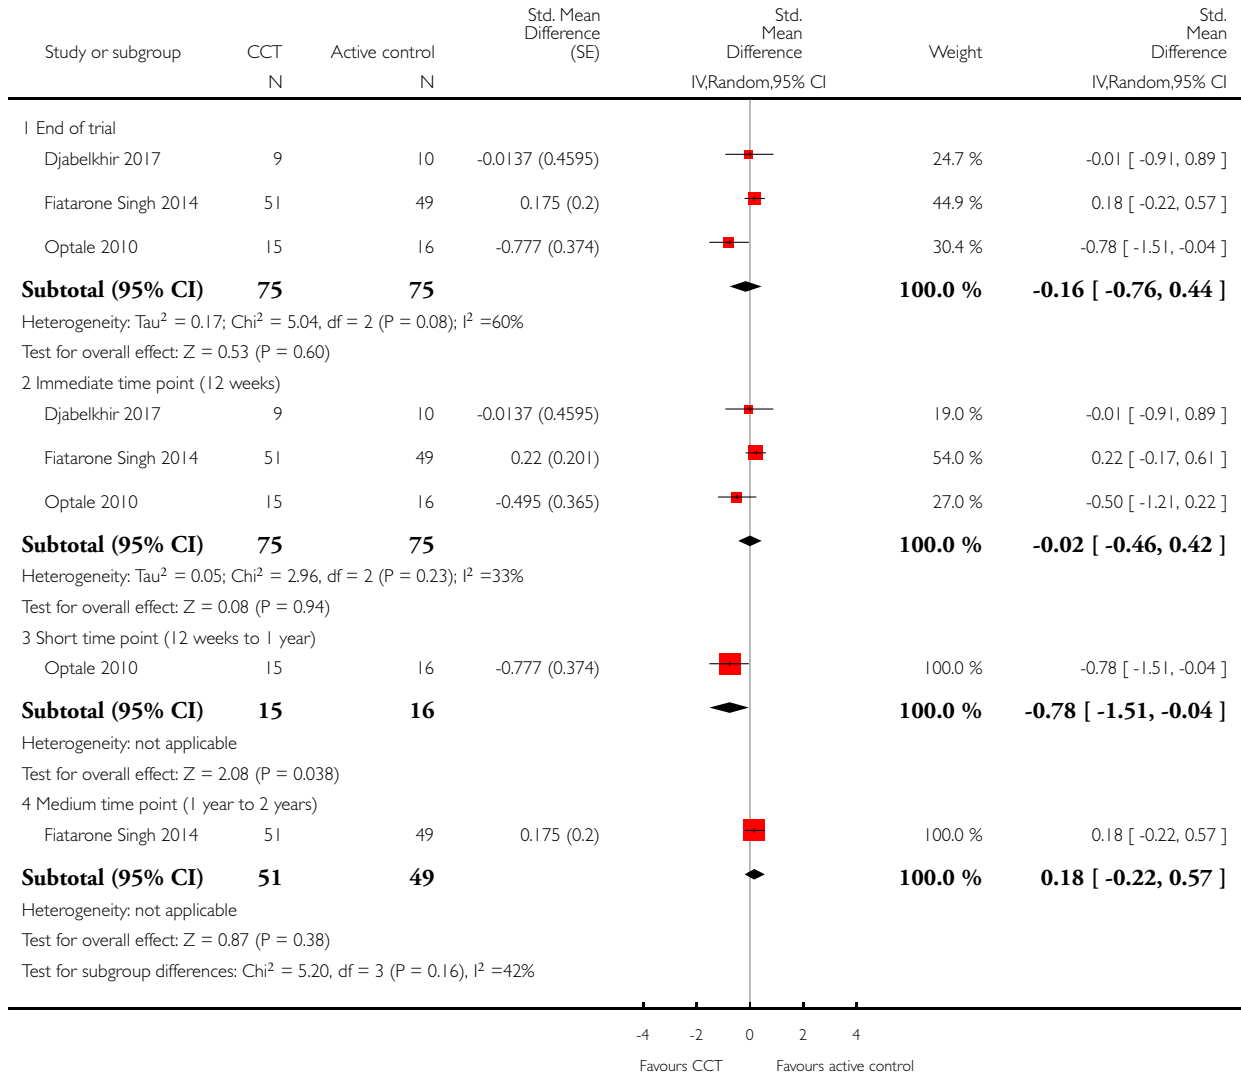 Study or subgroup CCT Active control Std. Mean Difference (SE) Std. Mean Difference Weight Std. Mean Difference
N N IV,Random,95% CI IV,Random,95% CI
1 End of trial
Djabelkhir 2017 9 10 -0.0137 (0.4595) 24.7 % -0.01 [ -0.91, 0.89 ]
Fiatarone Singh 2014 51 49 0.175 (0.2) 44.9 % 0.18 [ -0.22, 0.57 ]
Optale 2010 15 16 -0.777 (0.374) 30.4 % -0.78 [ -1.51, -0.04 ]
Subtotal (95% CI) 75 75 100.0 % -0.16 [ -0.76, 0.44 ]
Heterogeneity: Tau² = 0.17; Chi² = 5.04, df = 2 (P = 0.08); I² =60%
Test for overall effect: Z = 0.53 (P = 0.60)
2 Immediate time point (12 weeks)
Djabelkhir 2017 9 10 -0.0137 (0.4595) 19.0 % -0.01 [ -0.91, 0.89 ]
Fiatarone Singh 2014 51 49 0.22 (0.201) 54.0 % 0.22 [ -0.17, 0.61 ]
Optale 2010 15 16 -0.495 (0.365) 27.0 % -0.50 [ -1.21, 0.22 ]
Subtotal (95% CI) 75 75 100.0 % -0.02 [ -0.46, 0.42 ]
Heterogeneity: Tau² = 0.05; Chi² = 2.96, df = 2 (P = 0.23); I² =33%
Test for overall effect: Z = 0.08 (P = 0.94)
3 Short time point (12 weeks to 1 year)
Optale 2010 15 16 -0.777 (0.374) 100.0 % -0.78 [ -1.51, -0.04 ]
Subtotal (95% CI) 15 16 100.0 % -0.78 [ -1.51, -0.04 ]
Heterogeneity: not applicable
Test for overall effect: Z = 2.08 (P = 0.038)
4 Medium time point (1 year to 2 years)
Fiatarone Singh 2014 51 49 0.175 (0.2) 100.0 % 0.18 [ -0.22, 0.57 ]
Subtotal (95% CI) 51 49 100.0 % 0.18 [ -0.22, 0.57 ]
Heterogeneity: not applicable
Test for overall effect: Z = 0.87 (P = 0.38)
Test for subgroup differences: Chi² = 5.20, df = 3 (P = 0.16), I² =42%
-4 -2 0 2 4
Favours CCT Favours active control